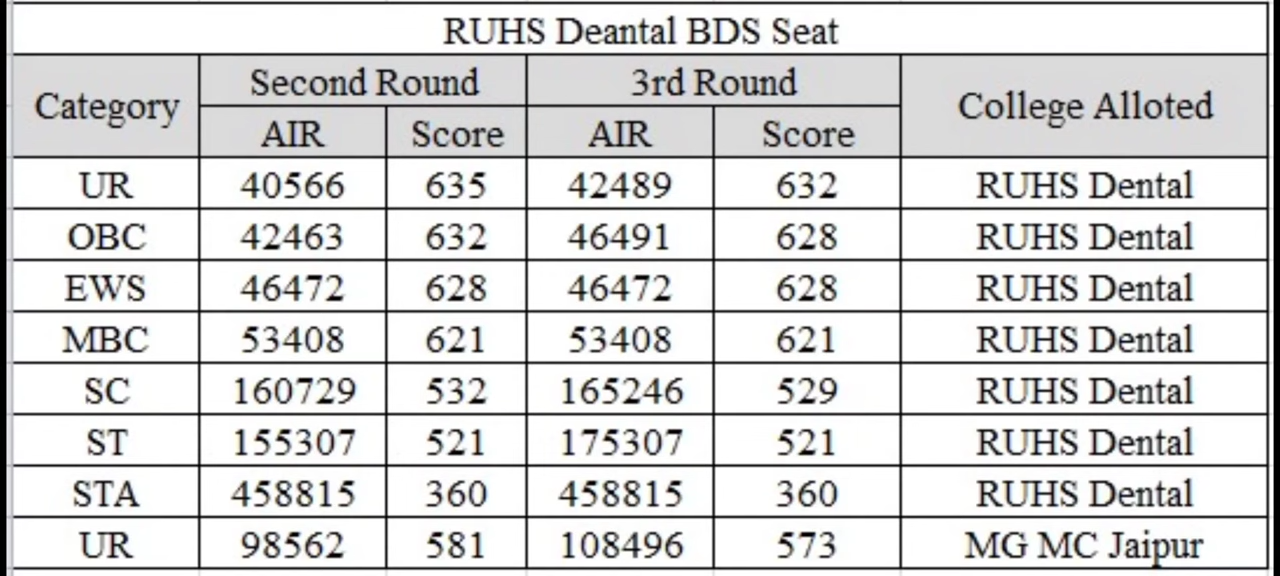 RUHS Deantal BDS Seat
Category Second Round 3rd Round College Alloted
AIR Score AIR Score
UR 40566 635 42489 632 RUHS Dental
OBC 42463 632 46491 628 RUHS Dental
EWS 46472 628 46472 628 RUHS Dental
MBC 53408 621 53408 621 RUHS Dental
SC 160729 532 165246 529 RUHS Dental
ST 155307 521 175307 521 RUHS Dental
STA 458815 360 458815 360 RUHS Dental
UR 98562 581 108496 573 MG MC Jaipur